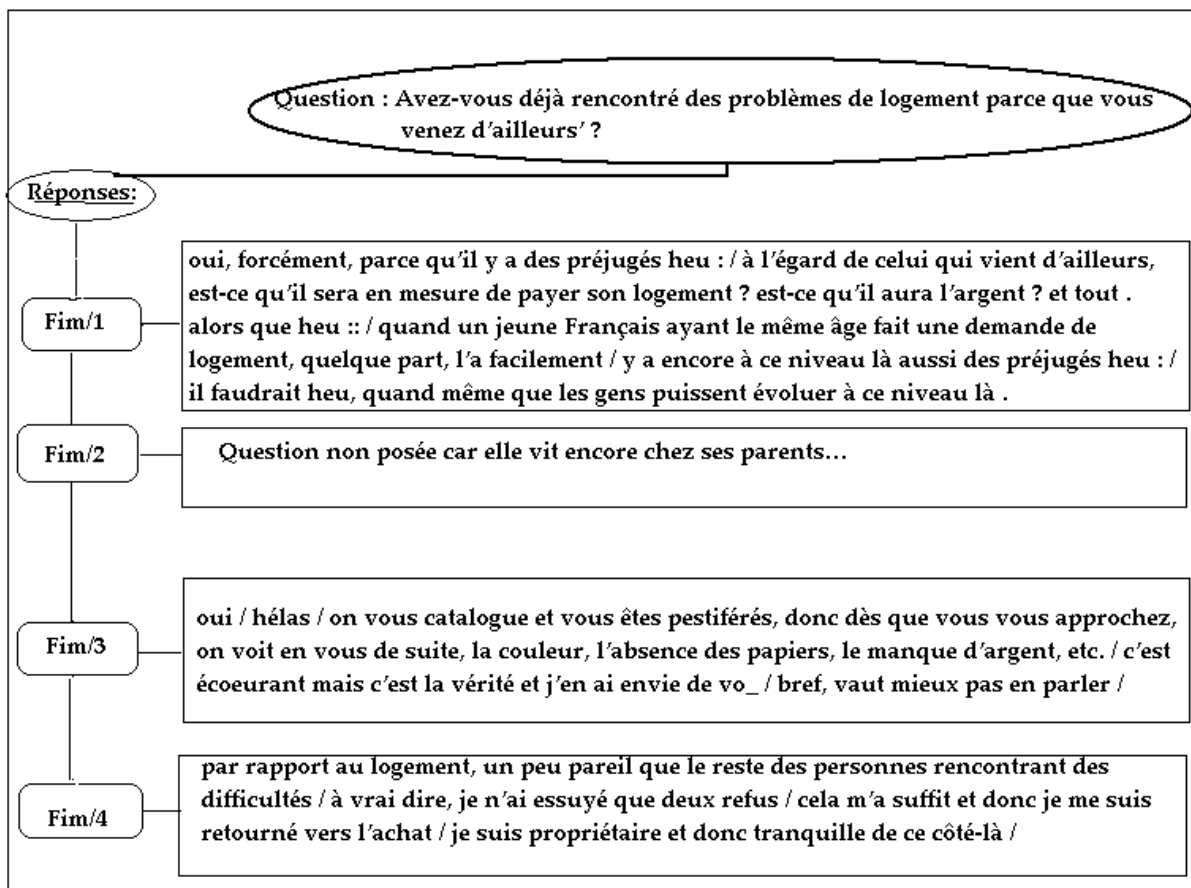 Question : Avez-vous déjà rencontré des problèmes de logement parce que vous
venez d'ailleurs' ?
Réponses:
Fim/1
oui, forcément, parce qu'il y a des préjugés heu : / à l'égard de celui qui vient d'ailleurs,
est-ce qu'il sera en mesure de payer son logement ? est-ce qu'il aura l'argent ? et tout .
alors que heu :: / quand un jeune Français ayant le même âge fait une demande de
logement, quelque part, l'a facilement / y a encore à ce niveau là aussi des préjugés heu : /
il faudrait heu, quand même que les gens puissent évoluer à ce niveau là .
Fim/2
Question non posée car elle vit encore chez ses parents…
Fim/3
oui / hélas / on vous catalogue et vous êtes pestiférés, donc dès que vous vous approchez,
on voit en vous de suite, la couleur, l'absence des papiers, le manque d'argent, etc. / c'est
écoeurant mais c'est la vérité et j'en ai envie de vo_ / bref, vaut mieux pas en parler /
Fim/4
par rapport au logement, un peu pareil que le reste des personnes rencontrant des
difficultés / à vrai dire, je n'ai essuyé que deux refus / cela m'a suffit et donc je me suis
retourné vers l'achat / je suis propriétaire et donc tranquille de ce côté-là /